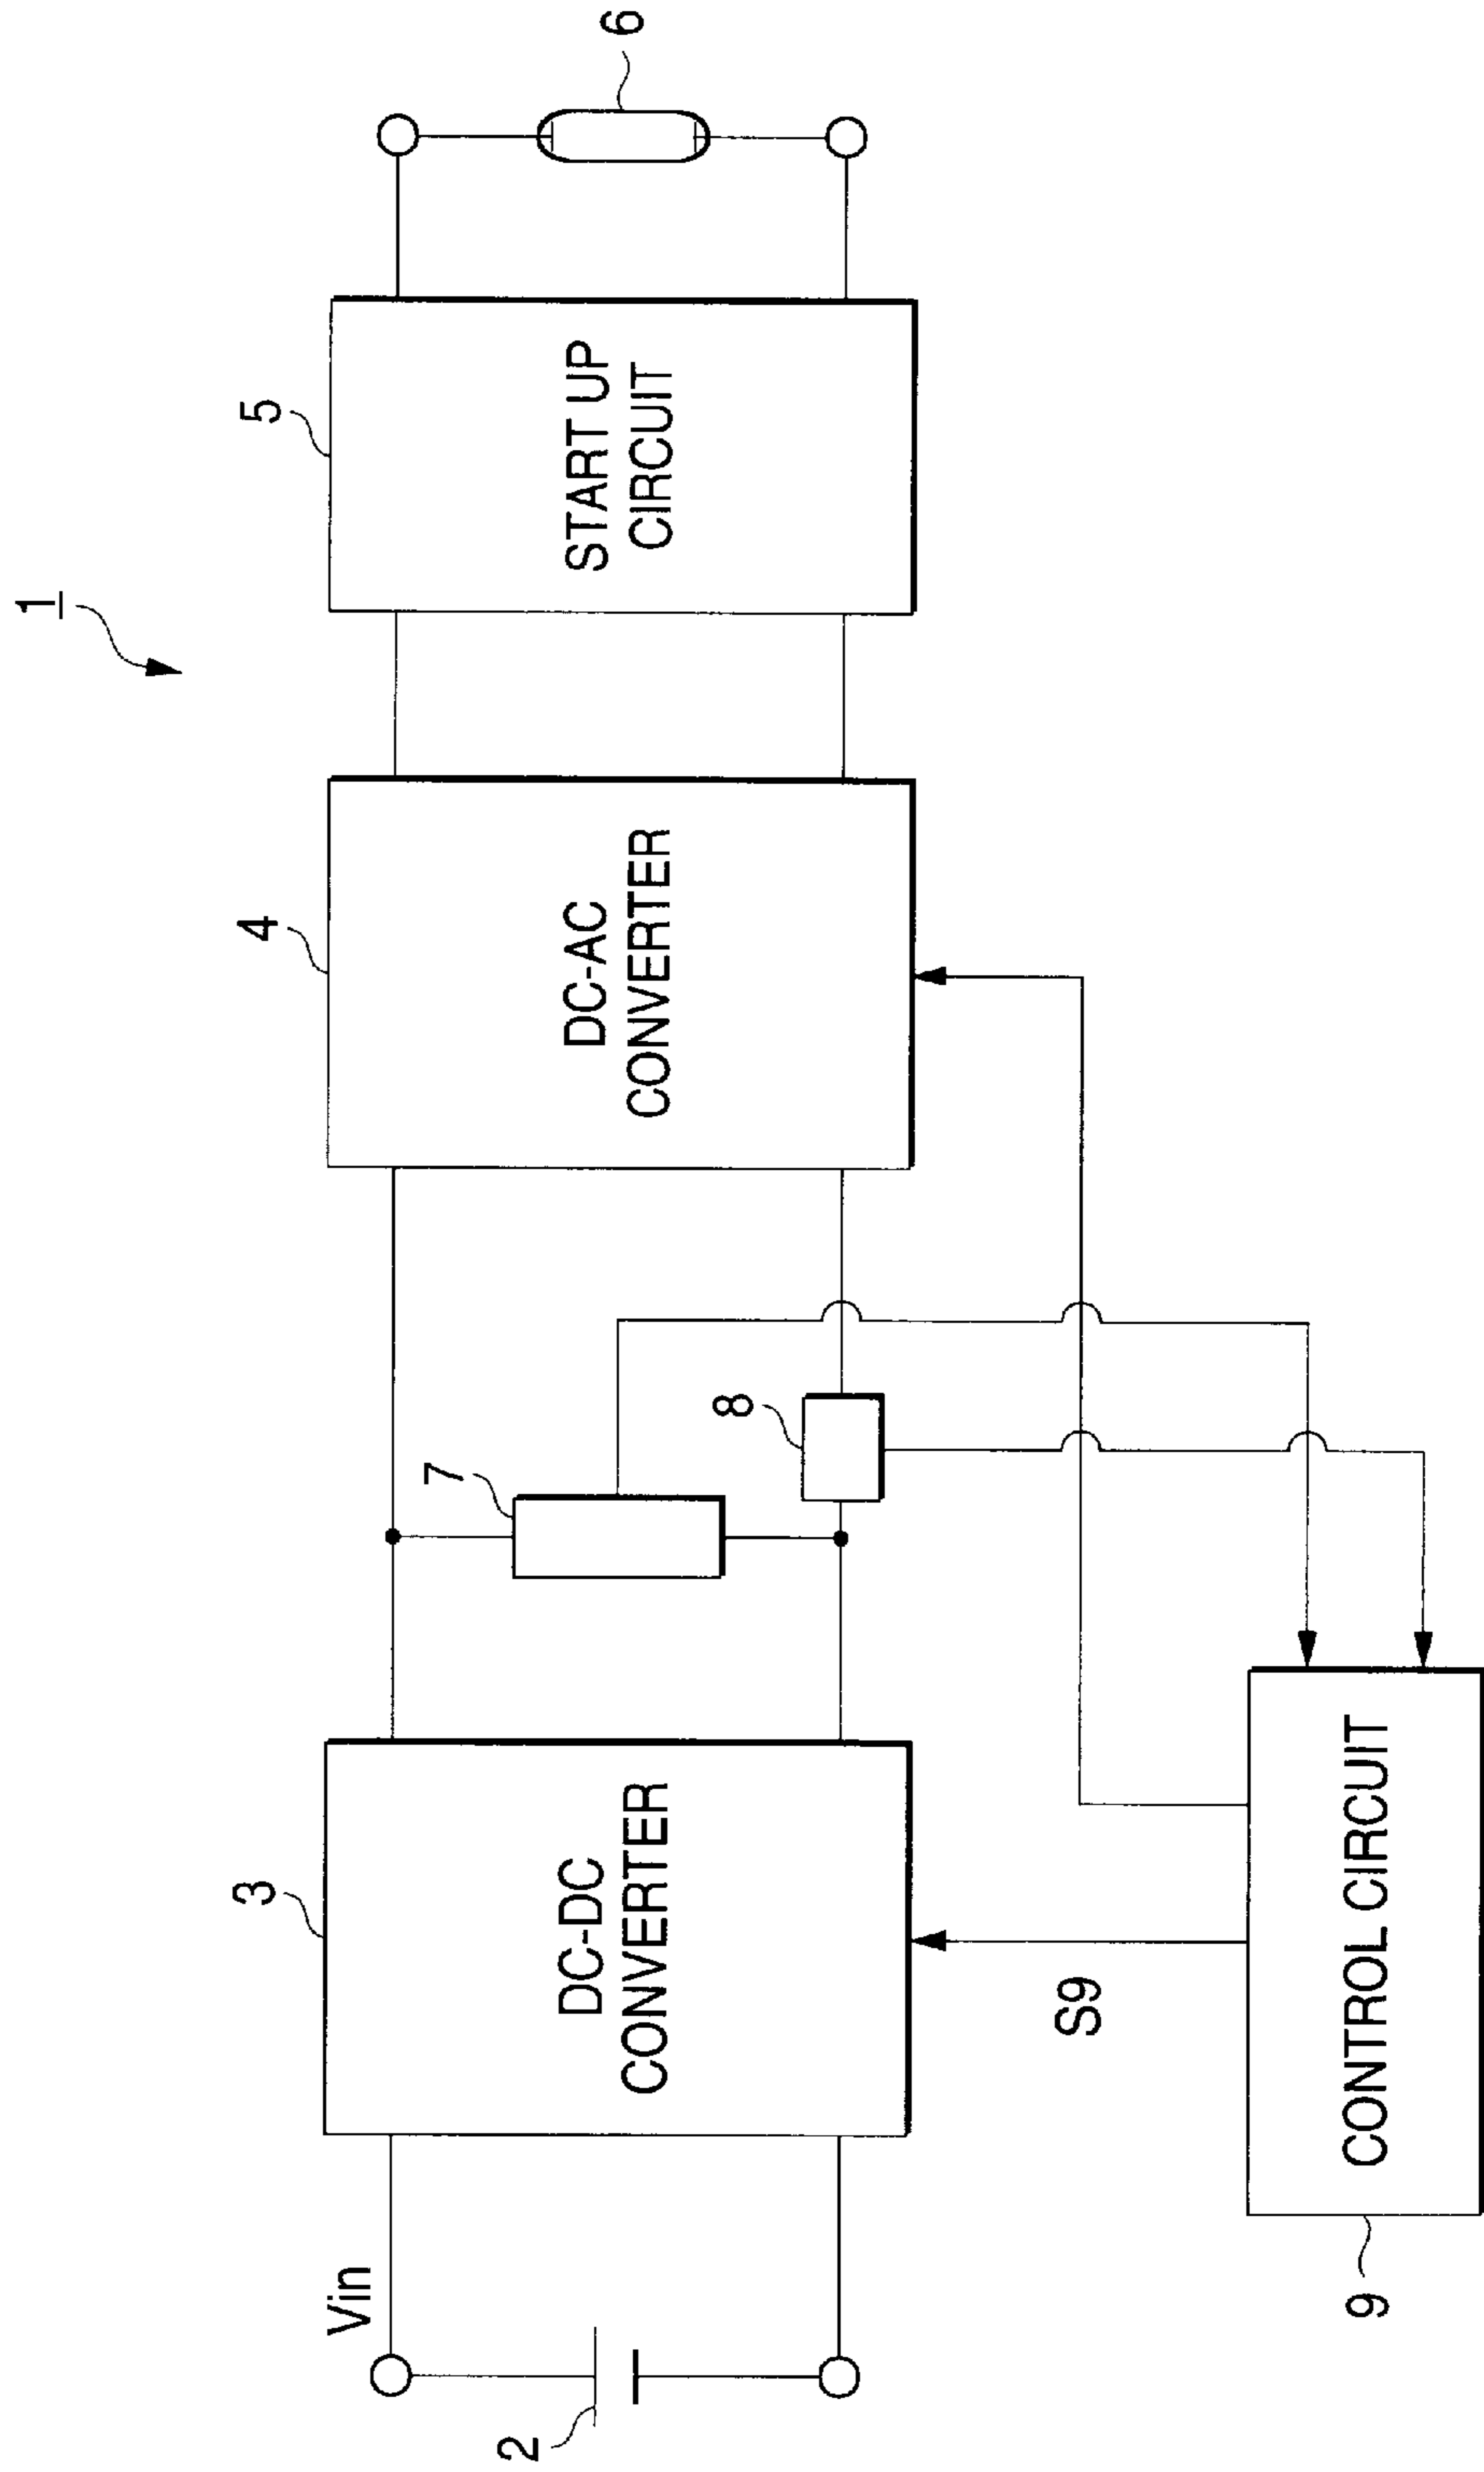 1
Vin
2
3
DC-DC
CONVERTER
7
8
4
DC-AC
CONVERTER
5
START UP
CIRCUIT
6
S9
9
CONTROL CIRCUIT